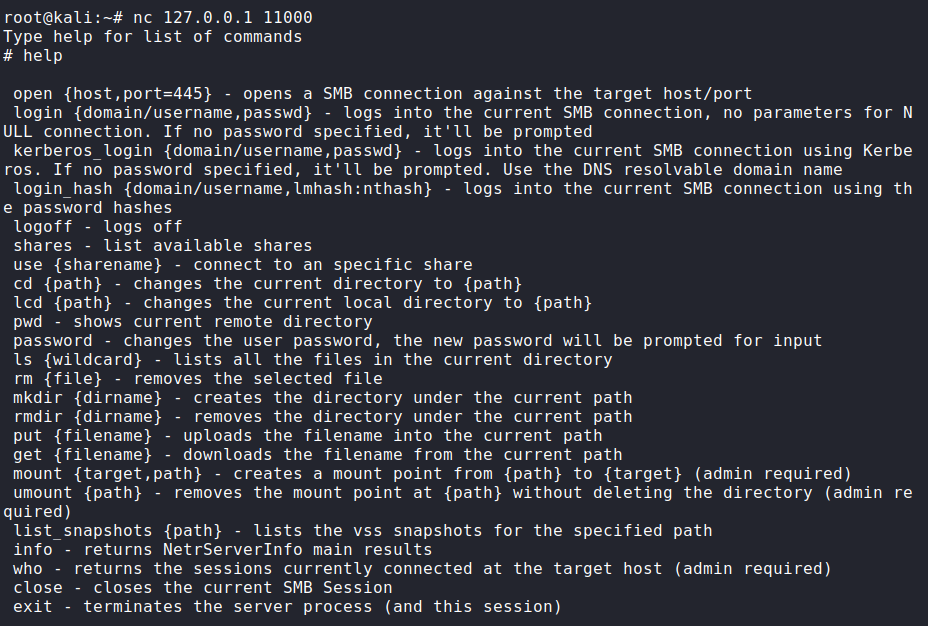 root@kali:~# nc 127.0.0.1 11000
Type help for list of commands
# help
open {host,port=445} - opens a SMB connection against the target host/port
login {domain/username,passwd} - logs into the current SMB connection, no parameters for N
ULL connection. If no password specified, it'll be prompted
kerberos_login {domain/username,passwd} - logs into the current SMB connection using Kerbe
ros. If no password specified, it'll be prompted. Use the DNS resolvable domain name
login_hash {domain/username,lmhash:nthash} - logs into the current SMB connection using th
e password hashes
logoff - logs off
shares - list available shares
use {sharename} - connect to an specific share
cd {path} - changes the current directory to {path}
lcd {path} - changes the current local directory to {path}
pwd - shows current remote directory
password - changes the user password, the new password will be prompted for input
ls {wildcard} - lists all the files in the current directory
rm {file} - removes the selected file
mkdir {dirname} - creates the directory under the current path
rmdir {dirname} - removes the directory under the current path
put {filename} - uploads the filename into the current path
get {filename} - downloads the filename from the current path
mount {target,path} - creates a mount point from {path} to {target} (admin required)
umount {path} - removes the mount point at {path} without deleting the directory (admin re
quired)
list_snapshots {path} - lists the vss snapshots for the specified path
info - returns NetrServerInfo main results
who - returns the sessions currently connected at the target host (admin required)
close - closes the current SMB Session
exit - terminates the server process (and this session)